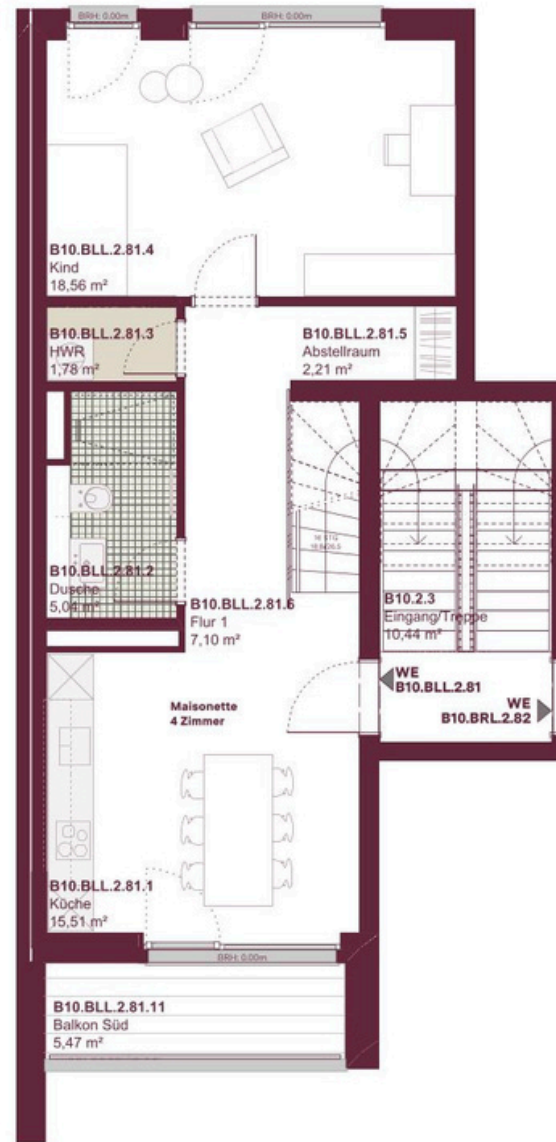 BRH: 0.00m
BRH: 0.00m
B10.BLL.2.81.4
Kind
18,56 m²
B10.BLL.2.81.3
HWR
1,78 m²
B10.BLL.2.81.5
Abstellraum
2,21 m²
B10.BLL.2.81.2
Dusche
5,04 m²
B10.BLL.2.81.6
Flur 1
7,10 m²
B10.2.3
Eingang/Treppe
10,44 m²
WE
B10.BLL.2.81
WE
B10.BRL.2.82
Maisonette
4 Zimmer
B10.BLL.2.81.1
Küche
15,51 m²
BRH: 0.00m
B10.BLL.2.81.11
Balkon Süd
5,47 m²